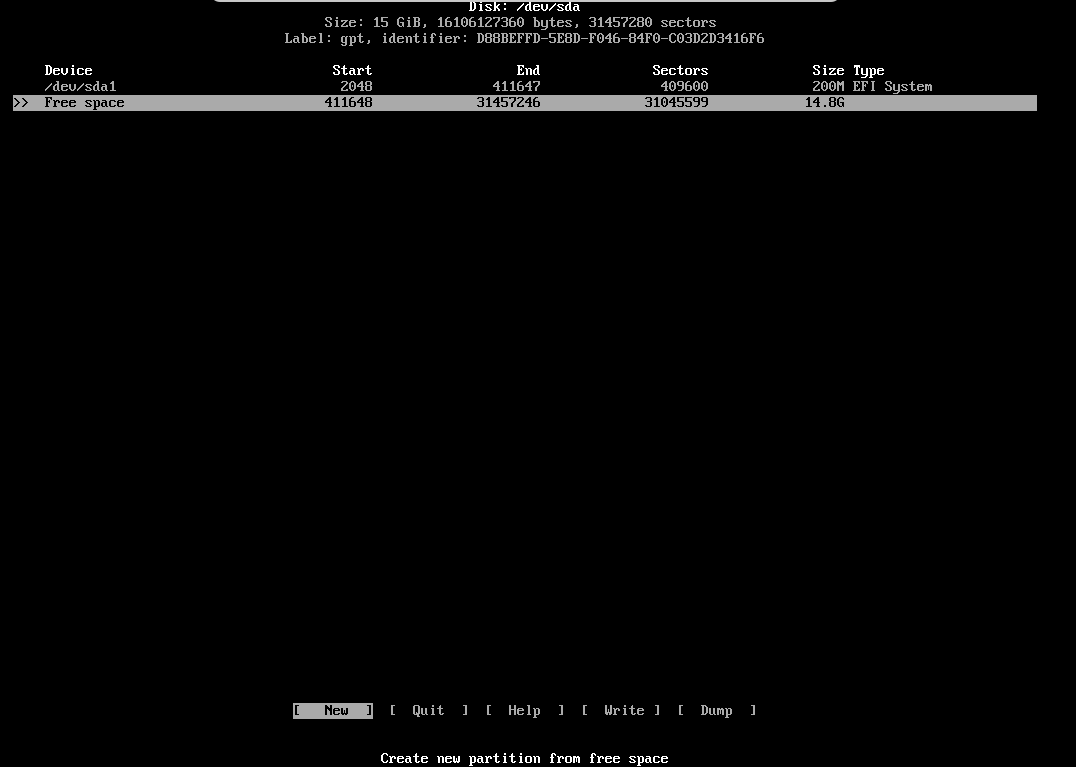 Disk: /dev/sda
Size: 15 GiB, 16106127360 bytes, 31457280 sectors
Label: gpt, identifier: D88BEFFD-5E8D-F046-84F0-C03D2D3416F6
Device Start End Sectors Size Type
/dev/sda1 2048 411647 409600 200M EFI System
>> Free space 411648 31457246 31045599 14.8G
[ New ] [ Quit ] [ Help ] [ Write ] [ Dump ]
Create new partition from free space